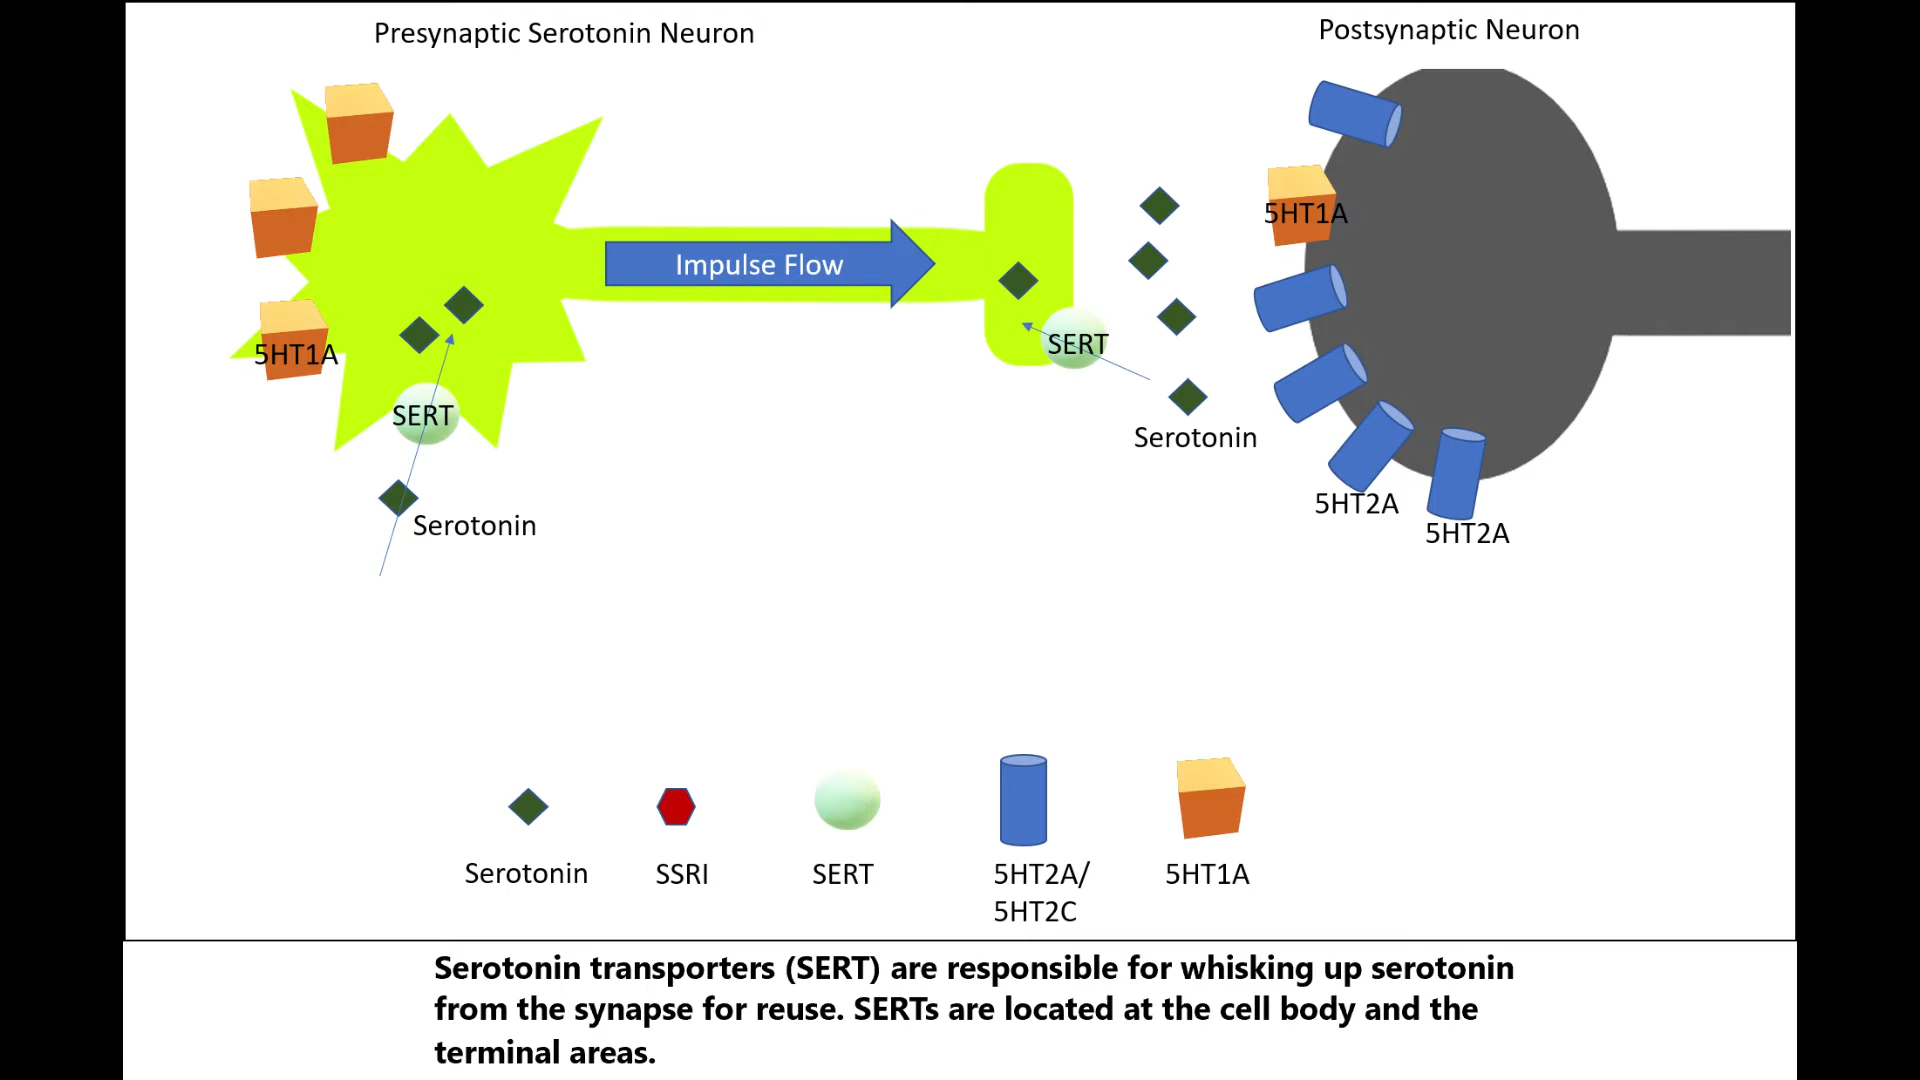 Presynaptic Serotonin Neuron
Postsynaptic Neuron
5HT1A
Impulse Flow
5HT1A
SERT
SERT
Serotonin
Serotonin
5HT2A
5HT2A
Serotonin
SSRI
SERT
5HT2A/
5HT2C
5HT1A
Serotonin transporters (SERT) are responsible for whisking up serotonin
from the synapse for reuse. SERTs are located at the cell body and the
terminal areas.